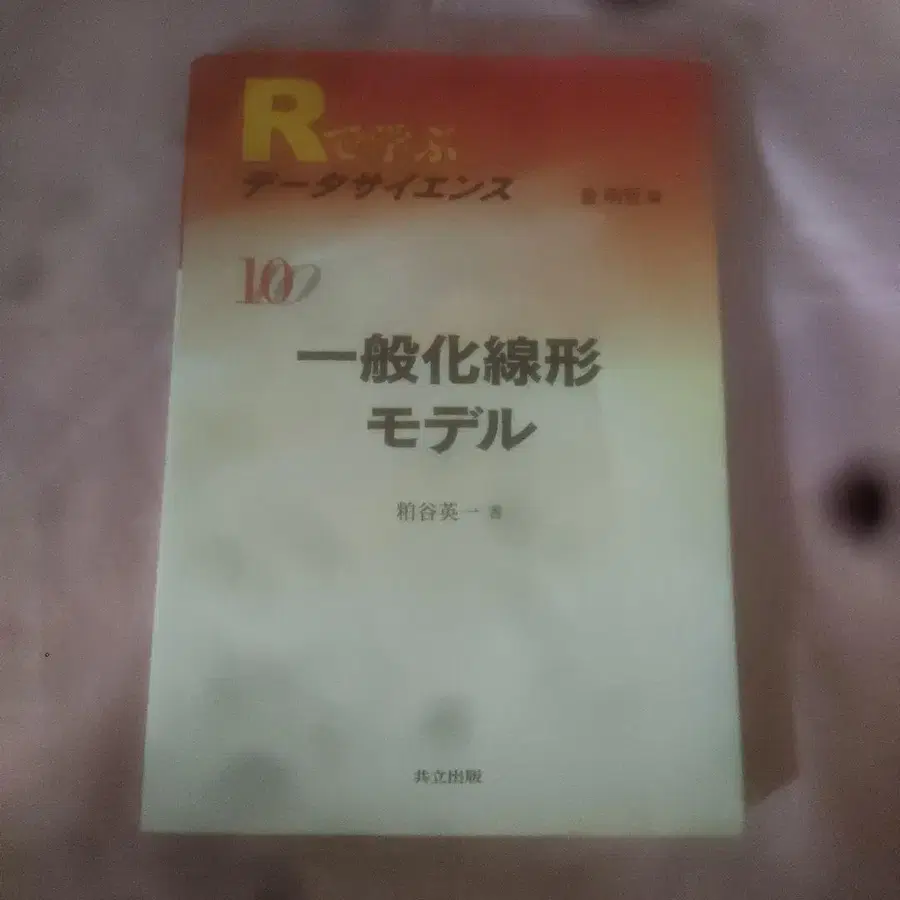 Rで学ぶ
データサイエンス
金 明哲 編
10
一般化線形
モデル
粕谷英一 著
共立出版